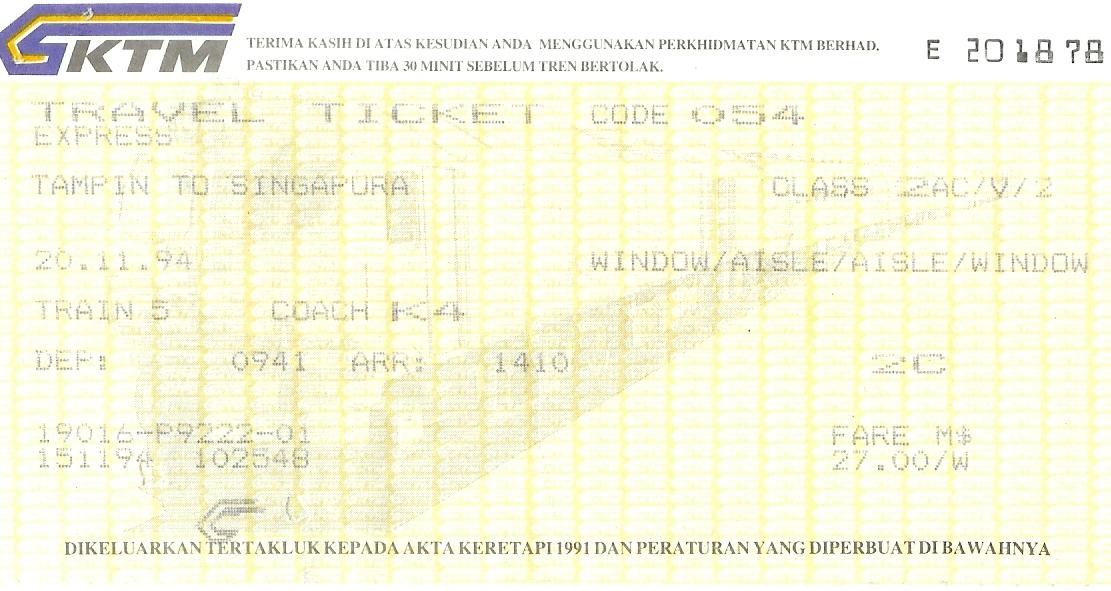 KTM
TERIMA KASIH DI ATAS KESUDIAN ANDA MENGGUNAKAN PERKHIDMATAN KTM BERHAD.
PASTIKAN ANDA TIBA 30 MINIT SEBELUM TREN BERTOLAK.
E 201878
TRAVEL TICKET CODE 054
EXPRESS
TAMPIN TO SINGAPURA CLASS 2AC/V/2
20.11.94 WINDOW/AISLE/AISLE/WINDOW
TRAIN 5 COACH K4
DEP: 0941 ARR: 1410 2C
19016-P9222-01 FARE M$
151194 102548 27.00/W
DIKELUARKAN TERTAKLUK KEPADA AKTA KERETAPI 1991 DAN PERATURAN YANG DIPERBUAT DI BAWAHNYA